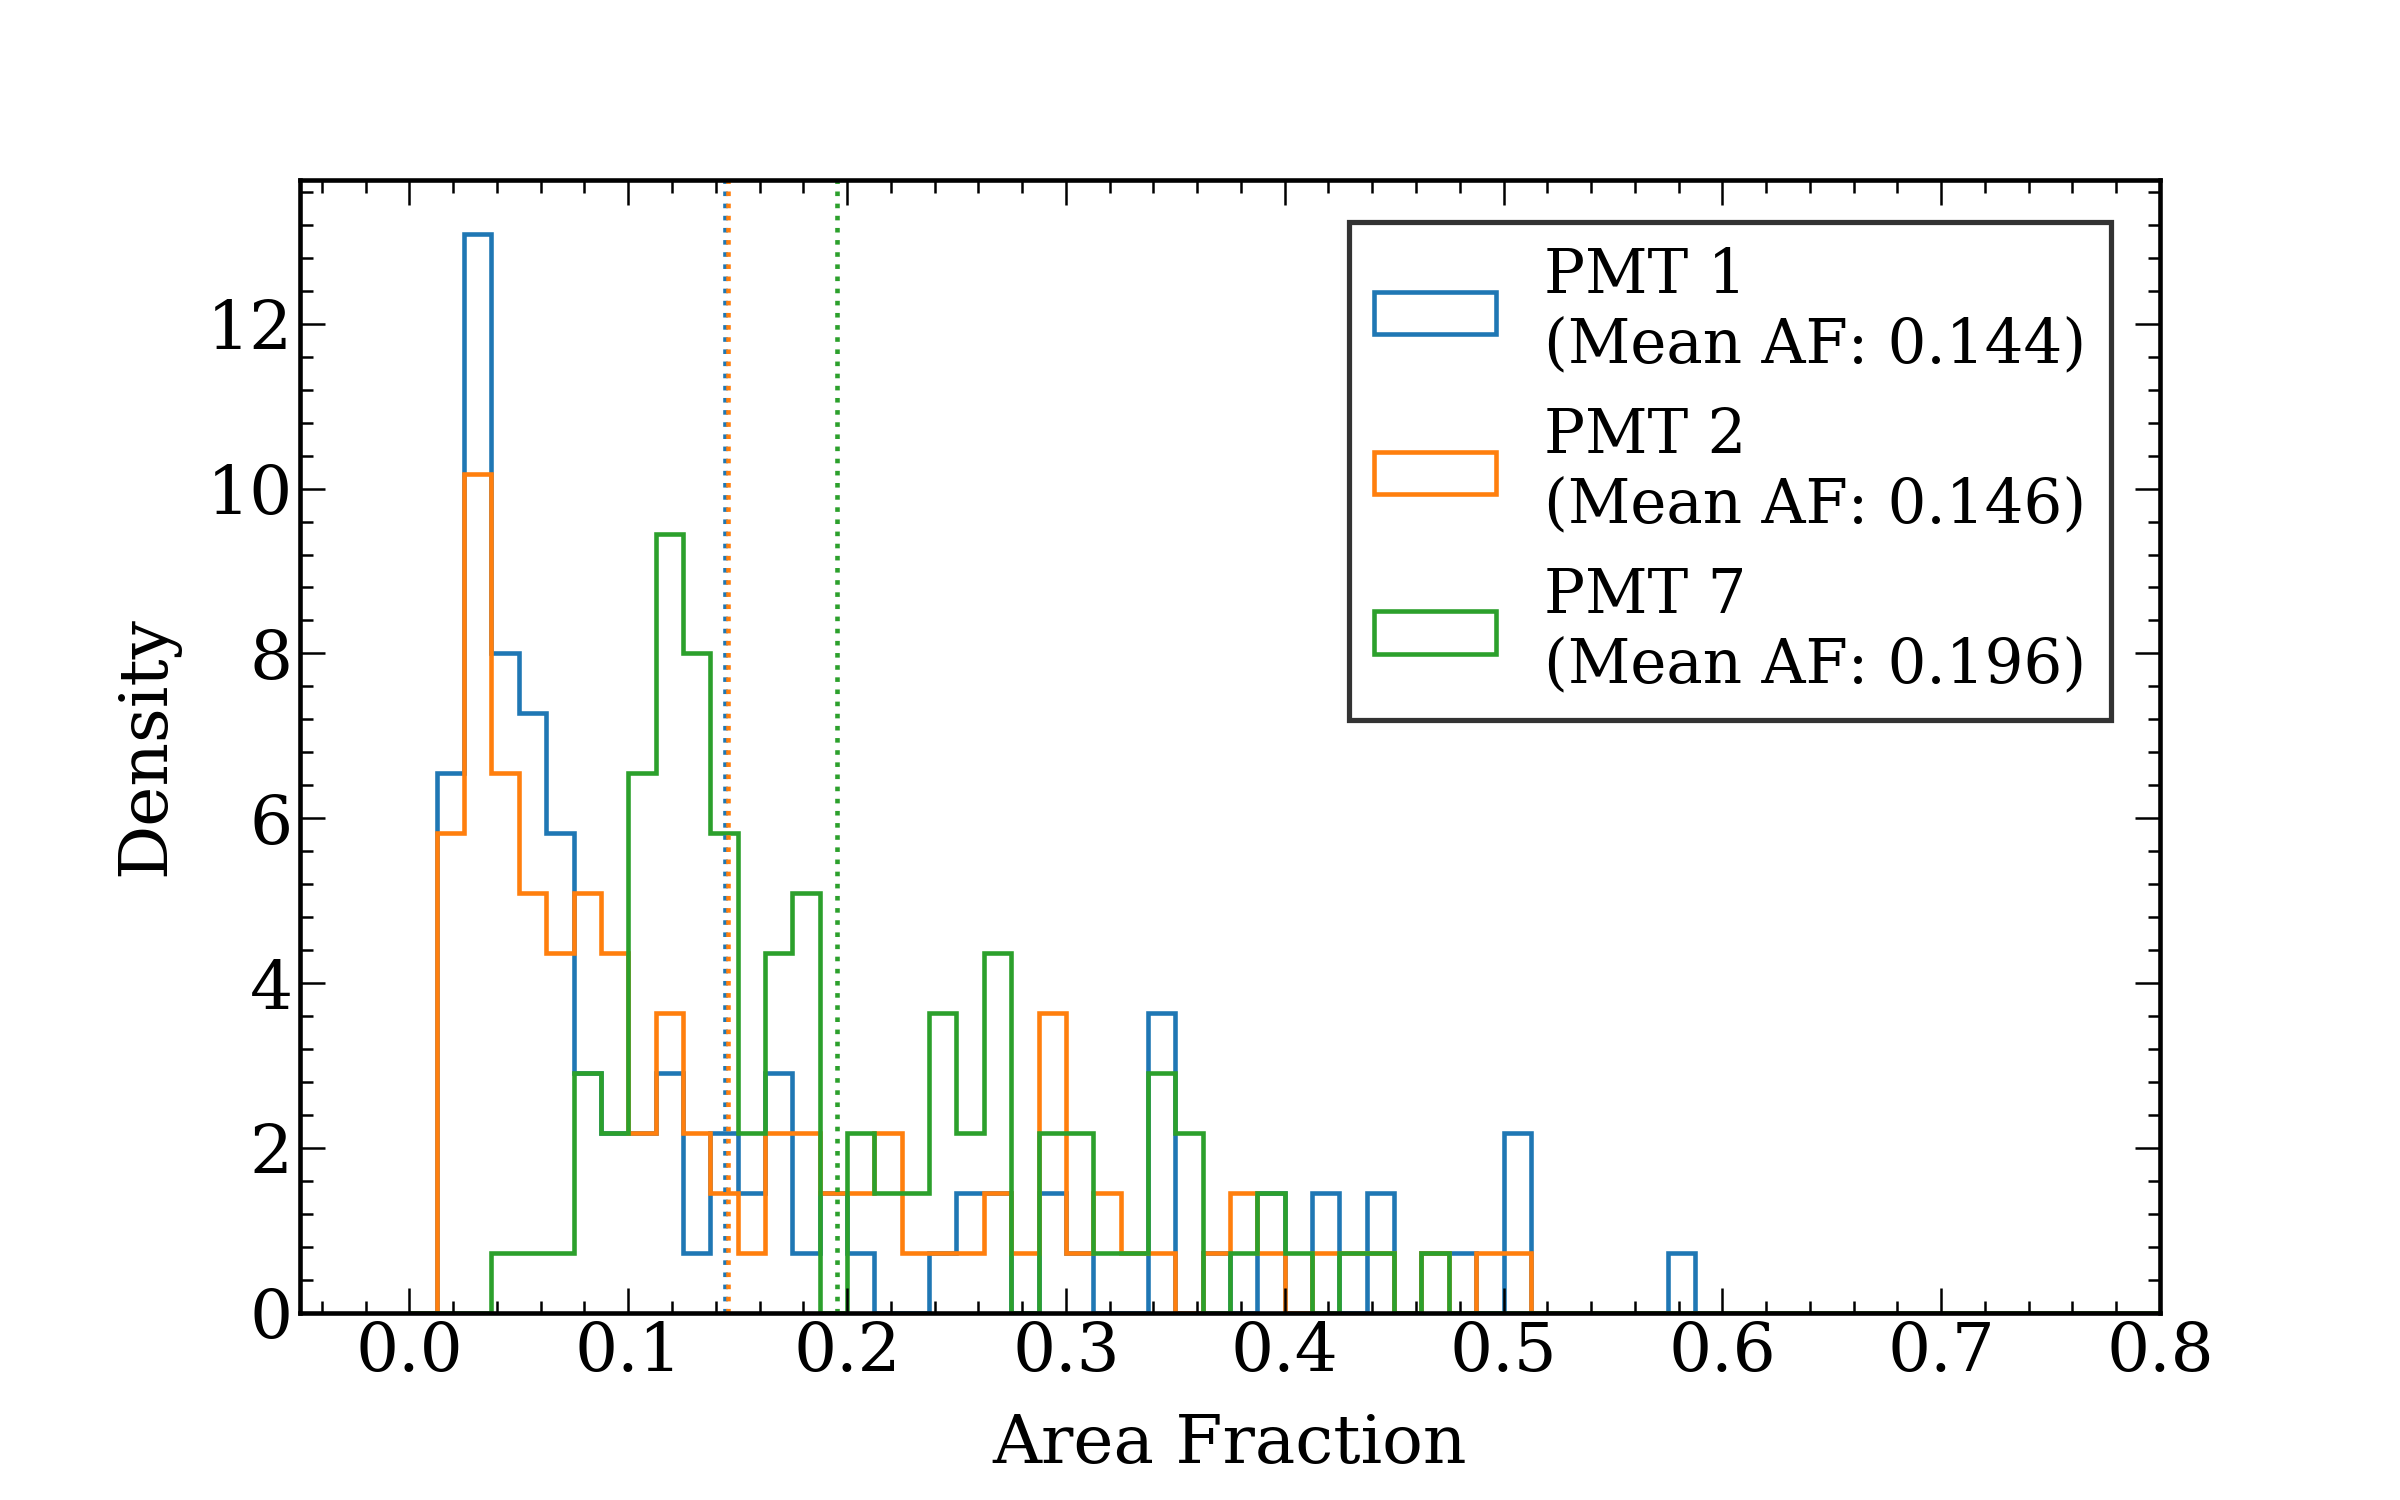 PMT 1
(Mean AF: 0.144)
PMT 2
(Mean AF: 0.146)
PMT 7
(Mean AF: 0.196)
Density
12
10
8
6
4
2
0
0.0 0.1 0.2 0.3 0.4 0.5 0.6 0.7 0.8
Area Fraction